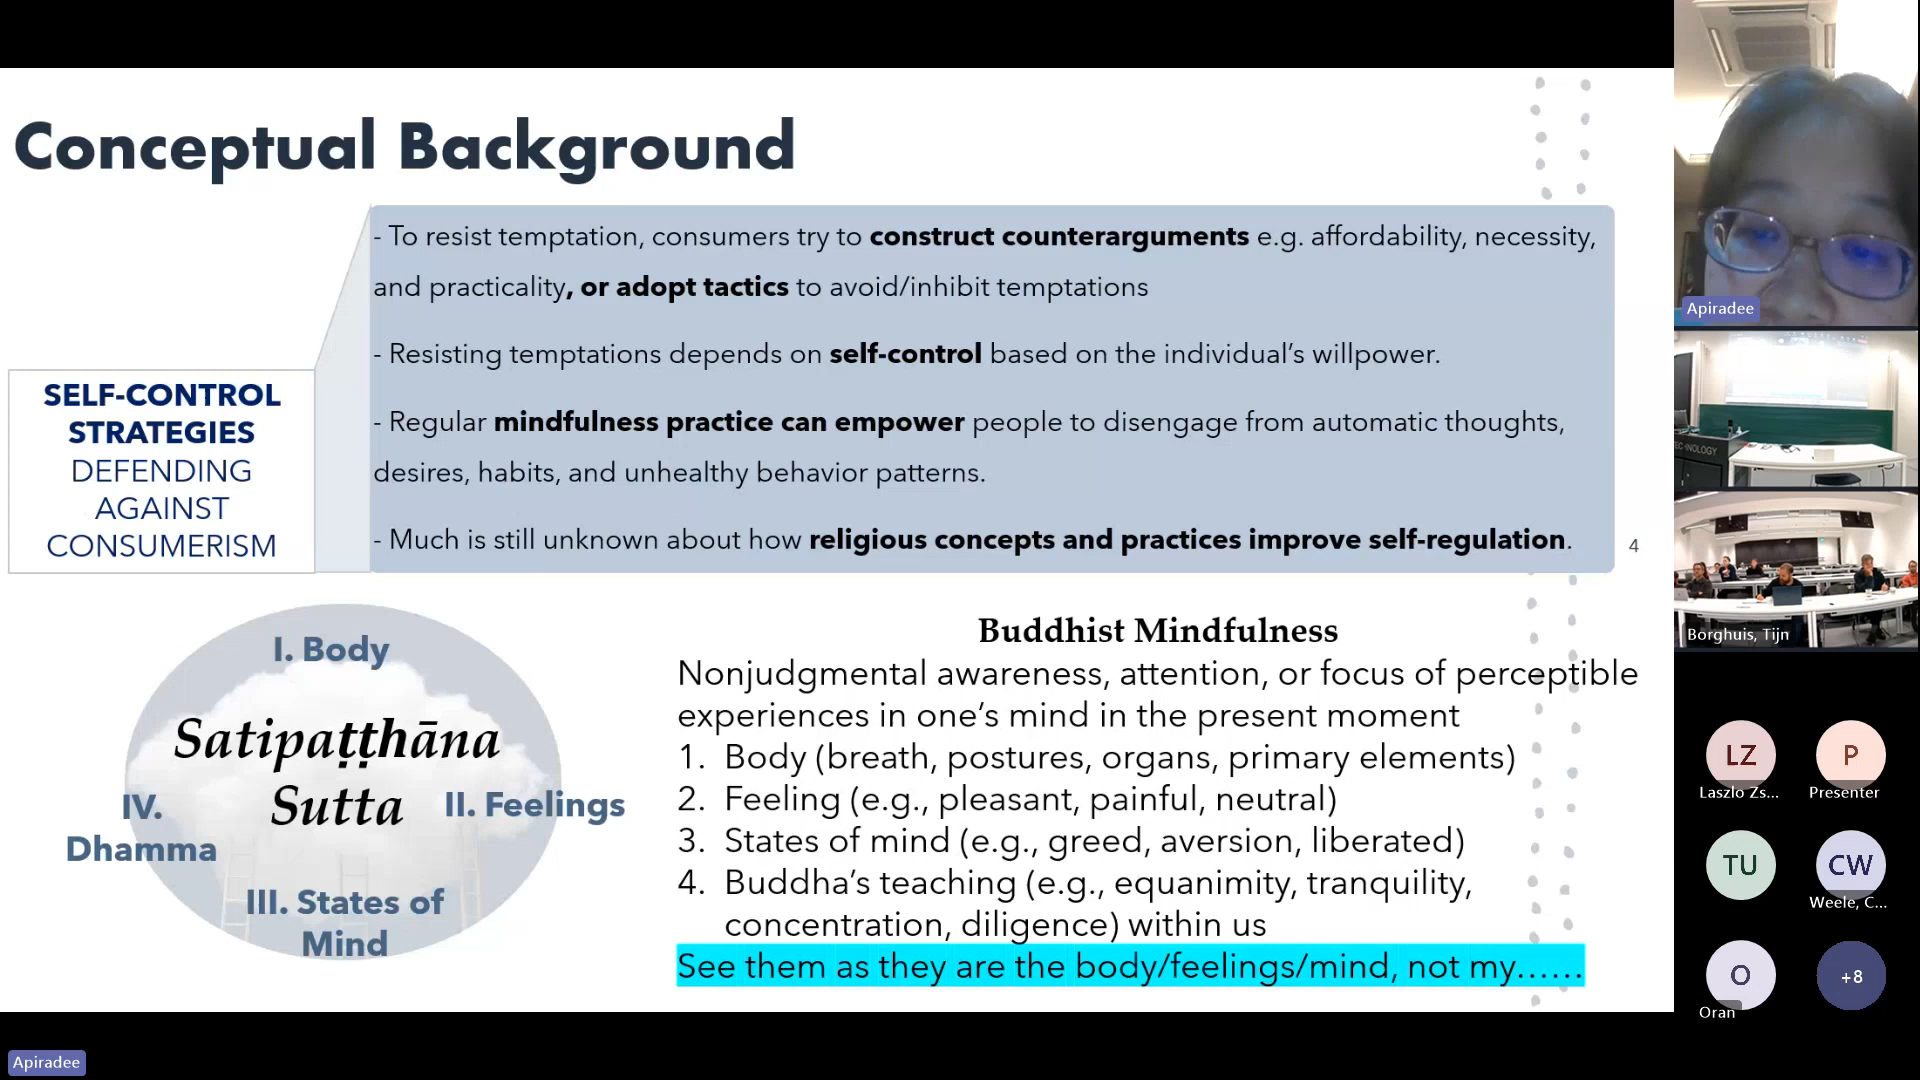 Conceptual Background
- To resist temptation, consumers try to construct counterarguments e.g. affordability, necessity,
and practicality, or adopt tactics to avoid/inhibit temptations
- Resisting temptations depends on self-control based on the individual’s willpower.
- Regular mindfulness practice can empower people to disengage from automatic thoughts,
desires, habits, and unhealthy behavior patterns.
- Much is still unknown about how religious concepts and practices improve self-regulation.
4
SELF-CONTROL
STRATEGIES
DEFENDING
AGAINST
CONSUMERISM
I. Body
Satipaṭṭhāna
Sutta
II. Feelings
IV.
Dhamma
III. States of
Mind
Buddhist Mindfulness
Nonjudgmental awareness, attention, or focus of perceptible
experiences in one’s mind in the present moment
1. Body (breath, postures, organs, primary elements)
2. Feeling (e.g., pleasant, painful, neutral)
3. States of mind (e.g., greed, aversion, liberated)
4. Buddha’s teaching (e.g., equanimity, tranquility,
concentration, diligence) within us
See them as they are the body/feelings/mind, not my……
Apiradee
Apiradee
Borghuis, Tijn
LZ
Laszlo Zs...
P
Presenter
TU
CW
Weele, C...
O
Oran
+8